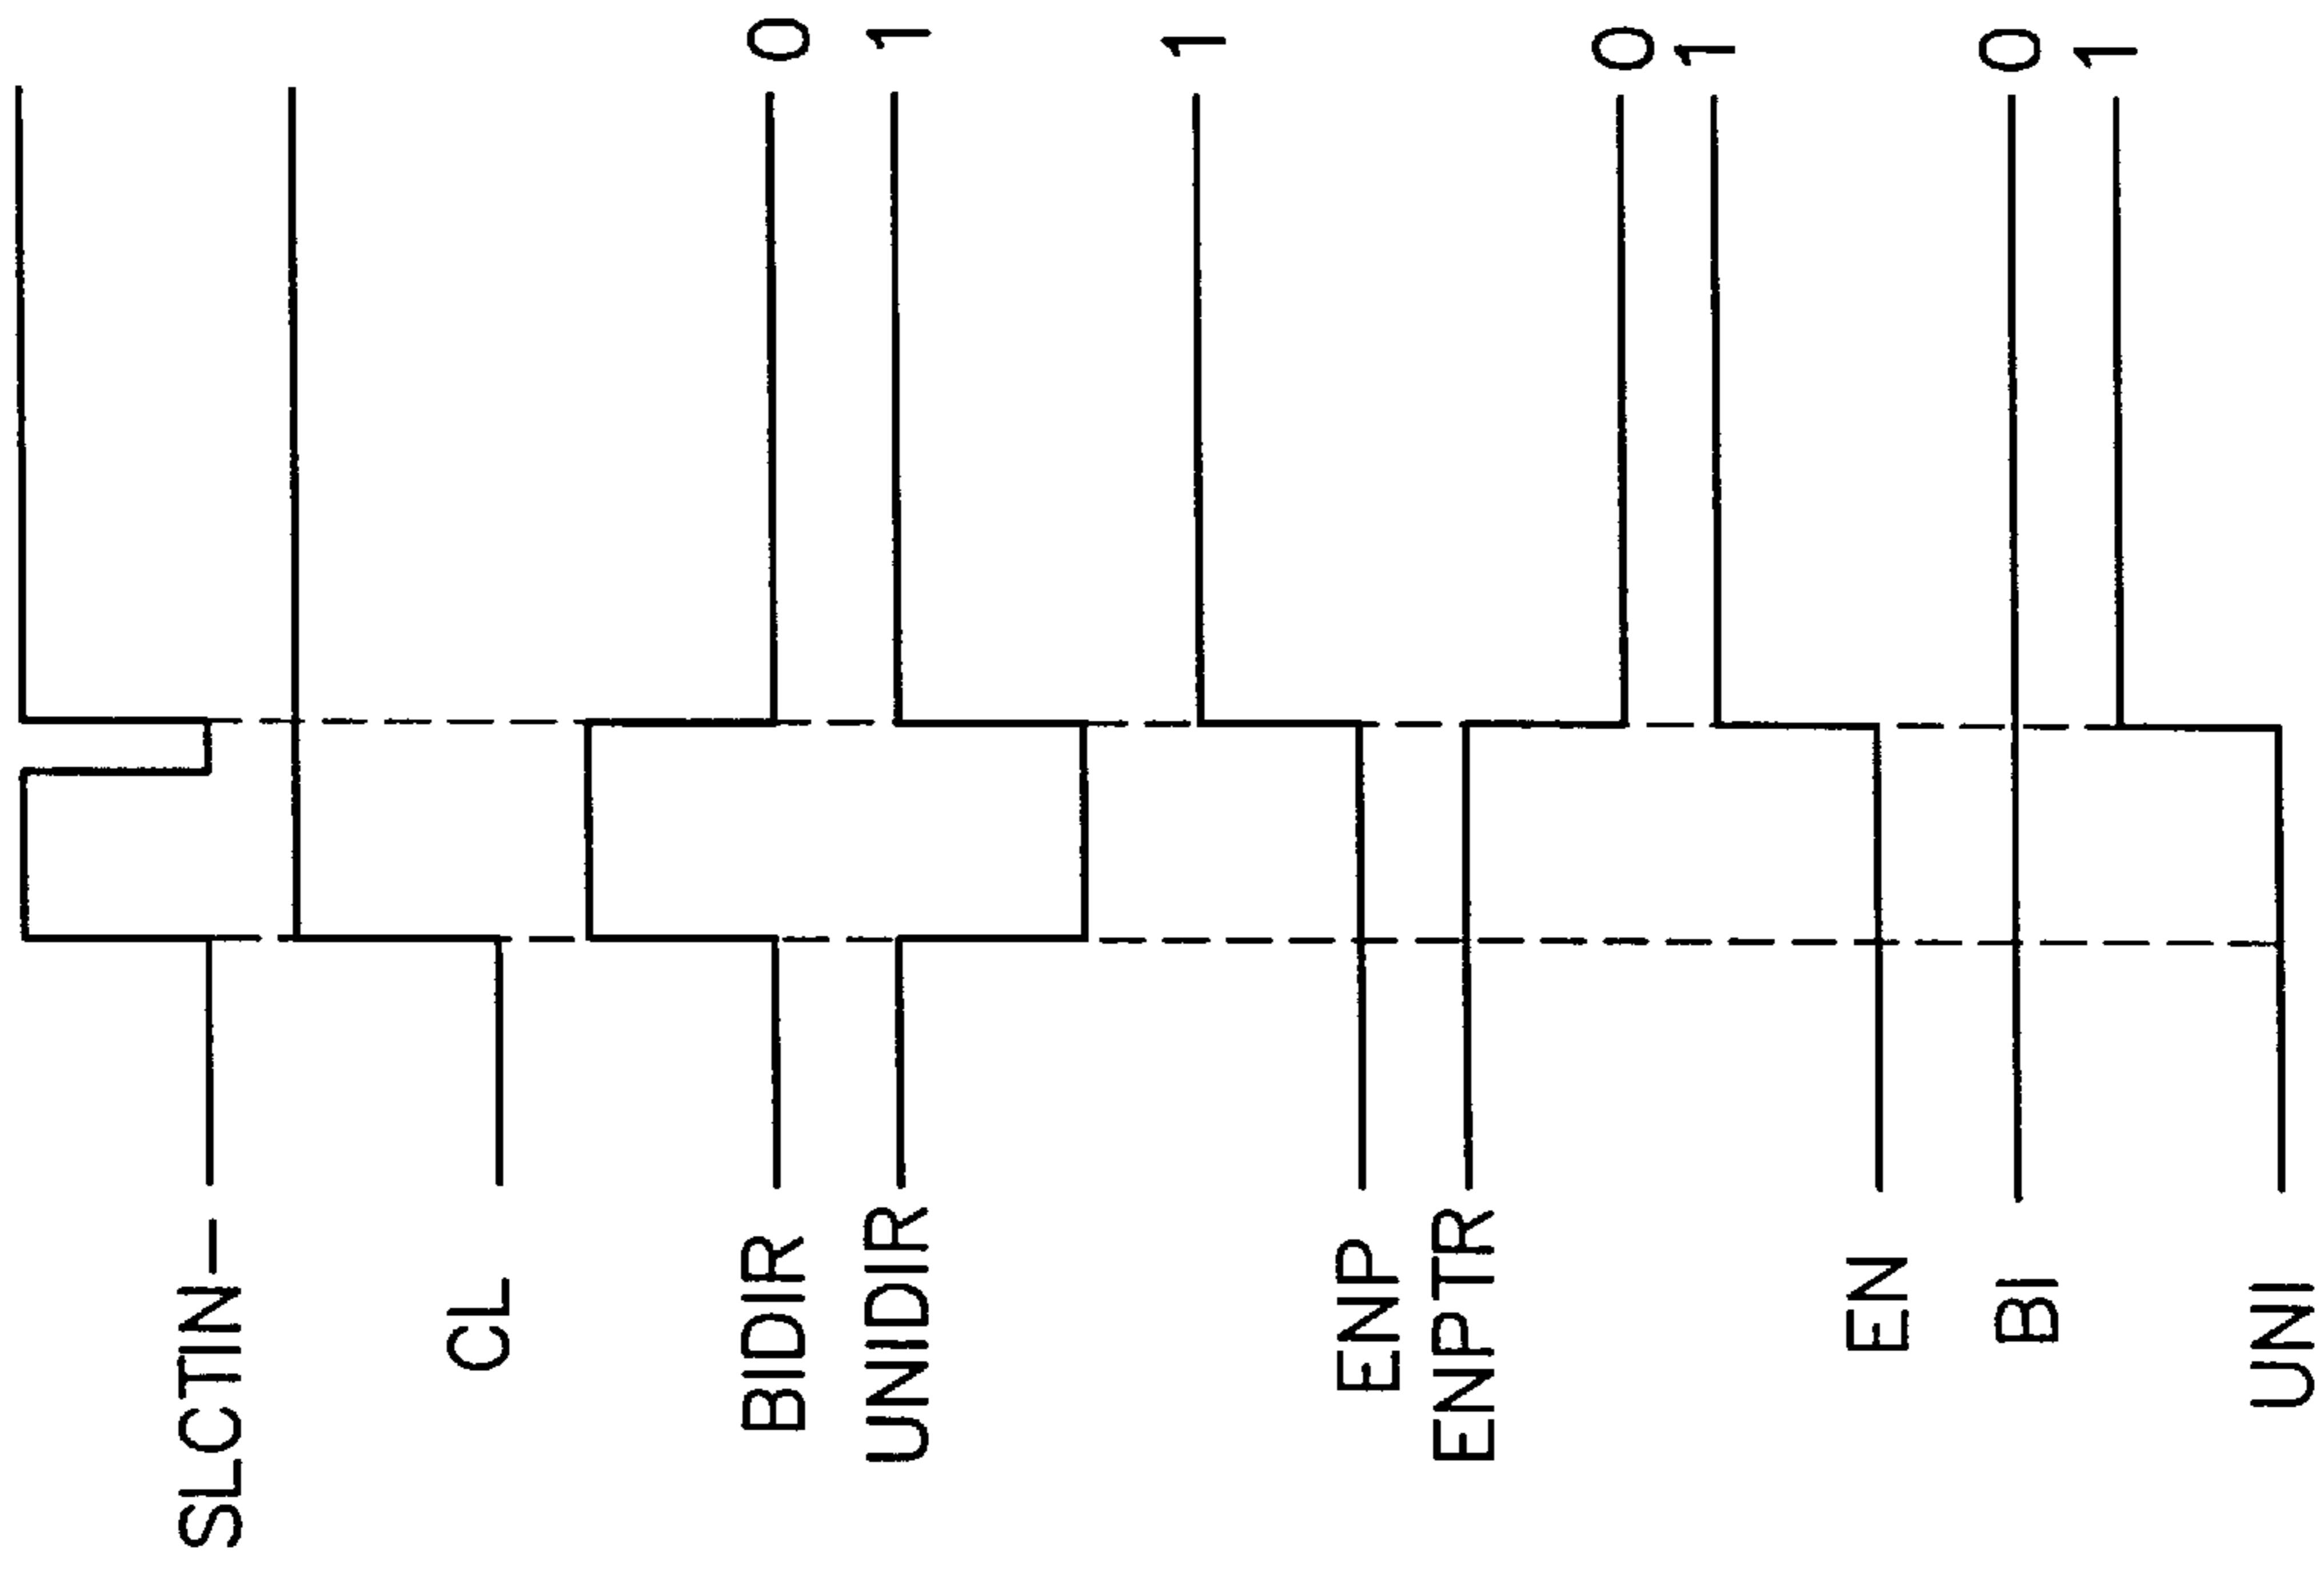 SLCTIN–
CL
BIDIR 0
UNIDIR 1
ENP 1
ENPTR 0
EN 1
BI 0
UNI 1